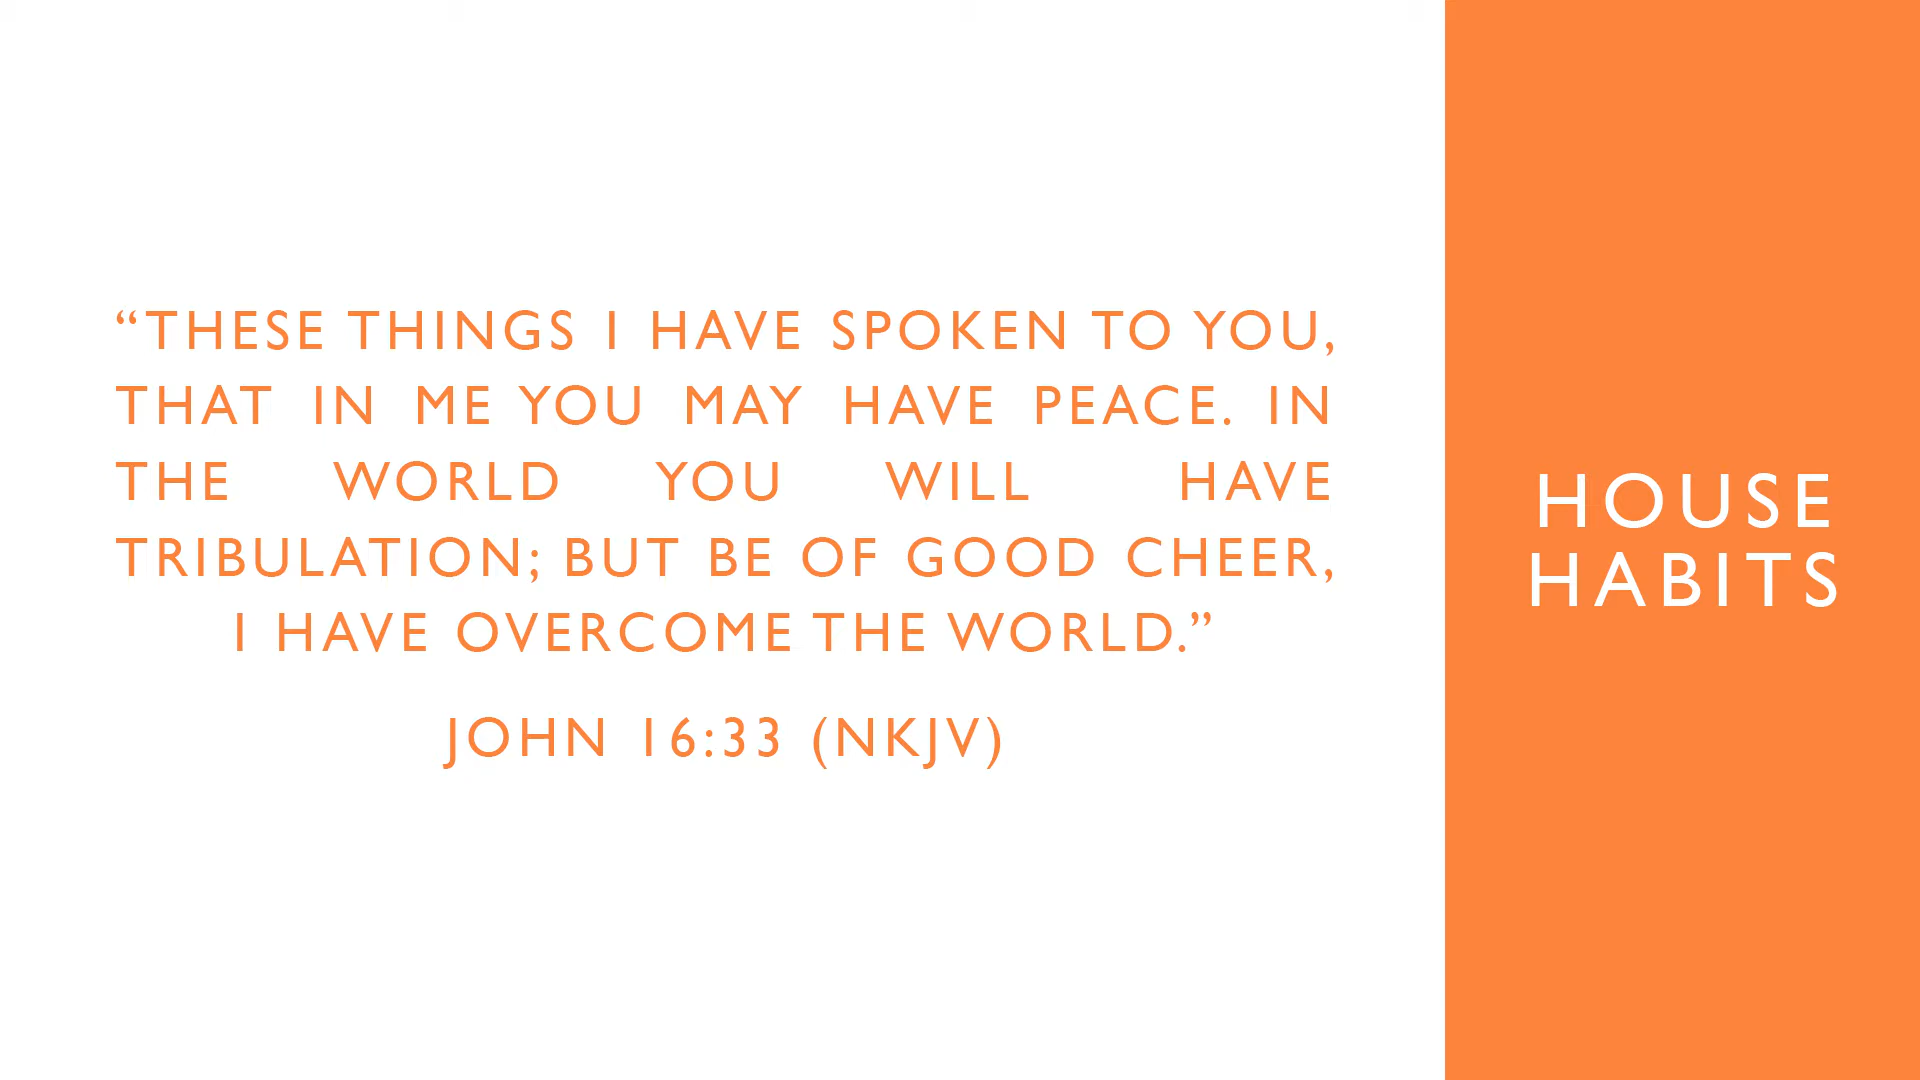 “THESE THINGS I HAVE SPOKEN TO YOU,
THAT IN ME YOU MAY HAVE PEACE. IN
THE WORLD YOU WILL HAVE
TRIBULATION; BUT BE OF GOOD CHEER,
I HAVE OVERCOME THE WORLD.”
JOHN 16:33 (NKJV)
HOUSE
HABITS